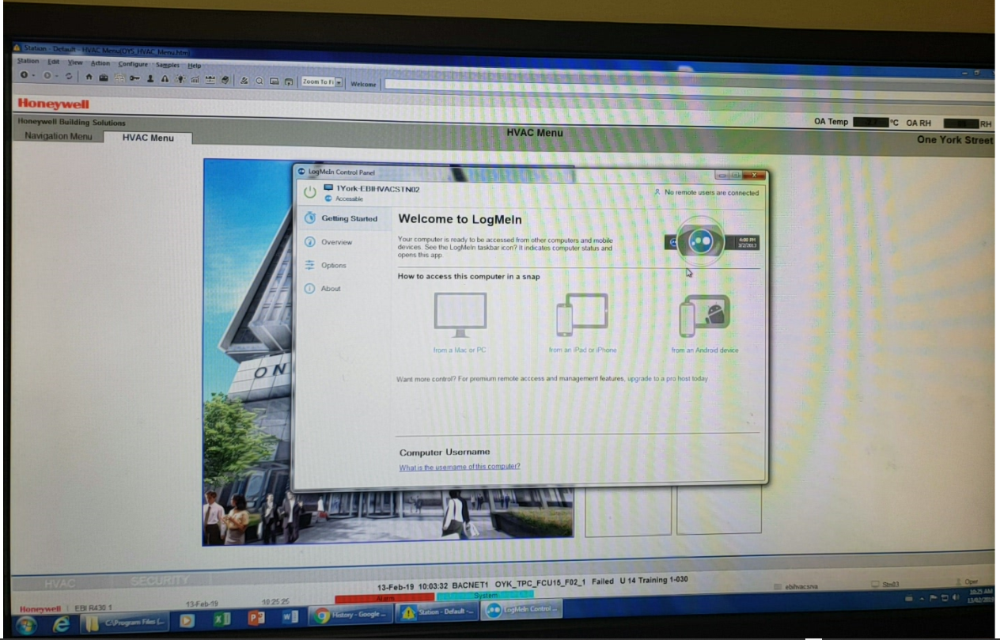 Station - Default - HVAC Menu(OYS_HVAC_Menu.htm)
Station Edit View Action Configure Samples Help
Zoom To Fi Welcome
Honeywell
Honeywell Building Solutions
OA Temp °C OA RH RH
Navigation Menu HVAC Menu
HVAC Menu
One York Street
LogMeIn Control Panel
1York-EBIHVACSTN02
Accessible
No remote users are connected
Getting Started
Overview
Options
About
Welcome to LogMeIn
Your computer is ready to be accessed from other computers and mobile
devices. See the LogMeIn taskbar icon? It indicates computer status and
opens this app
4:00 PM
3/2/2013
How to access this computer in a snap
from a Mac or PC
from an iPad or iPhone
from an Android device
Want more control? For premium remote acccess and management features, upgrade to a pro host today
Computer Username
What is the username of this computer?
ON
HVAC SECURITY
13-Feb-19 10:03:32 BACNET1 OYK_TPC_FCU15_F02_1 Failed U 14 Training 1-030
Alarm System
ebihvacsna Stn03 Oper
Honeywell EBI R430 1 13-Feb-19 10:25:25
C:\Program Files (...
History - Google ...
Station - Default -...
LogMeIn Control ...
10:25 AM
13/02/2019